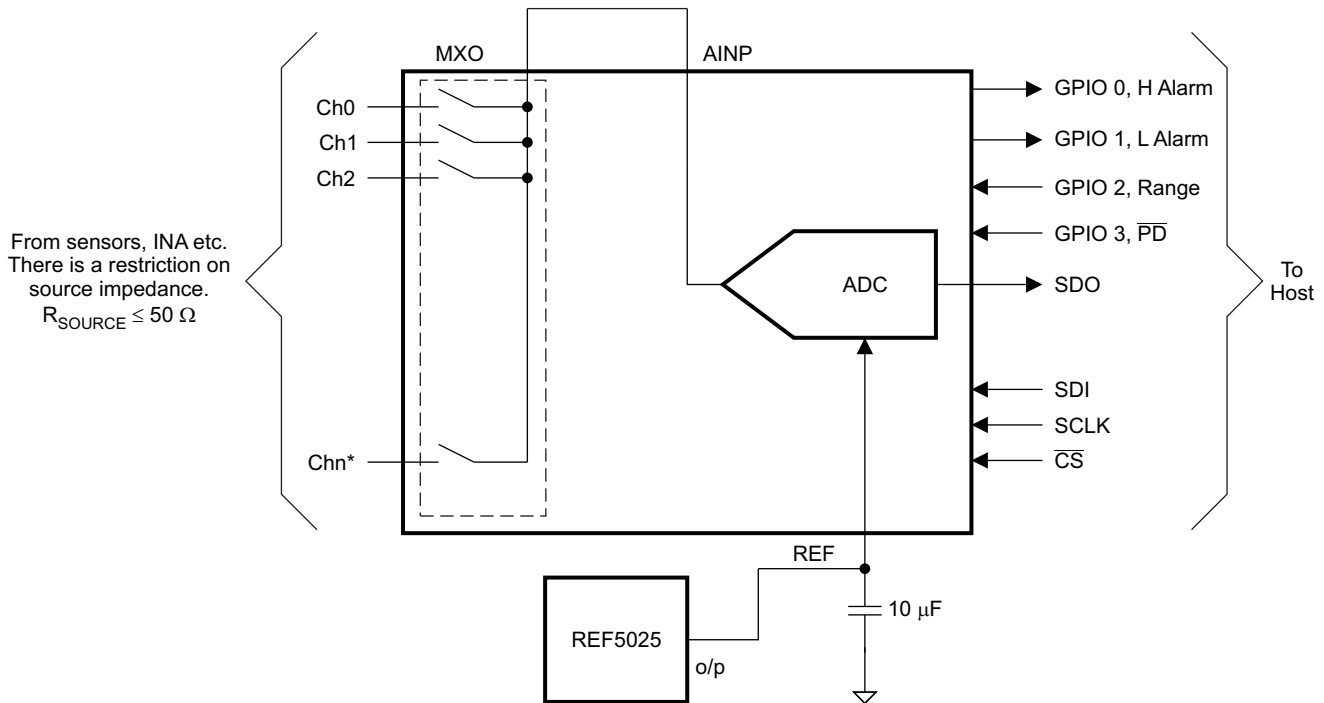 MXO
AINP
Ch0
Ch1
Ch2
Chn*
From sensors, INA etc.
There is a restriction on
source impedance.
R_SOURCE ≤ 50 Ω
ADC
GPIO 0, H Alarm
GPIO 1, L Alarm
GPIO 2, Range
GPIO 3, P̅D̅
SDO
SDI
SCLK
C̅S̅
To
Host
REF
10 μF
REF5025
o/p